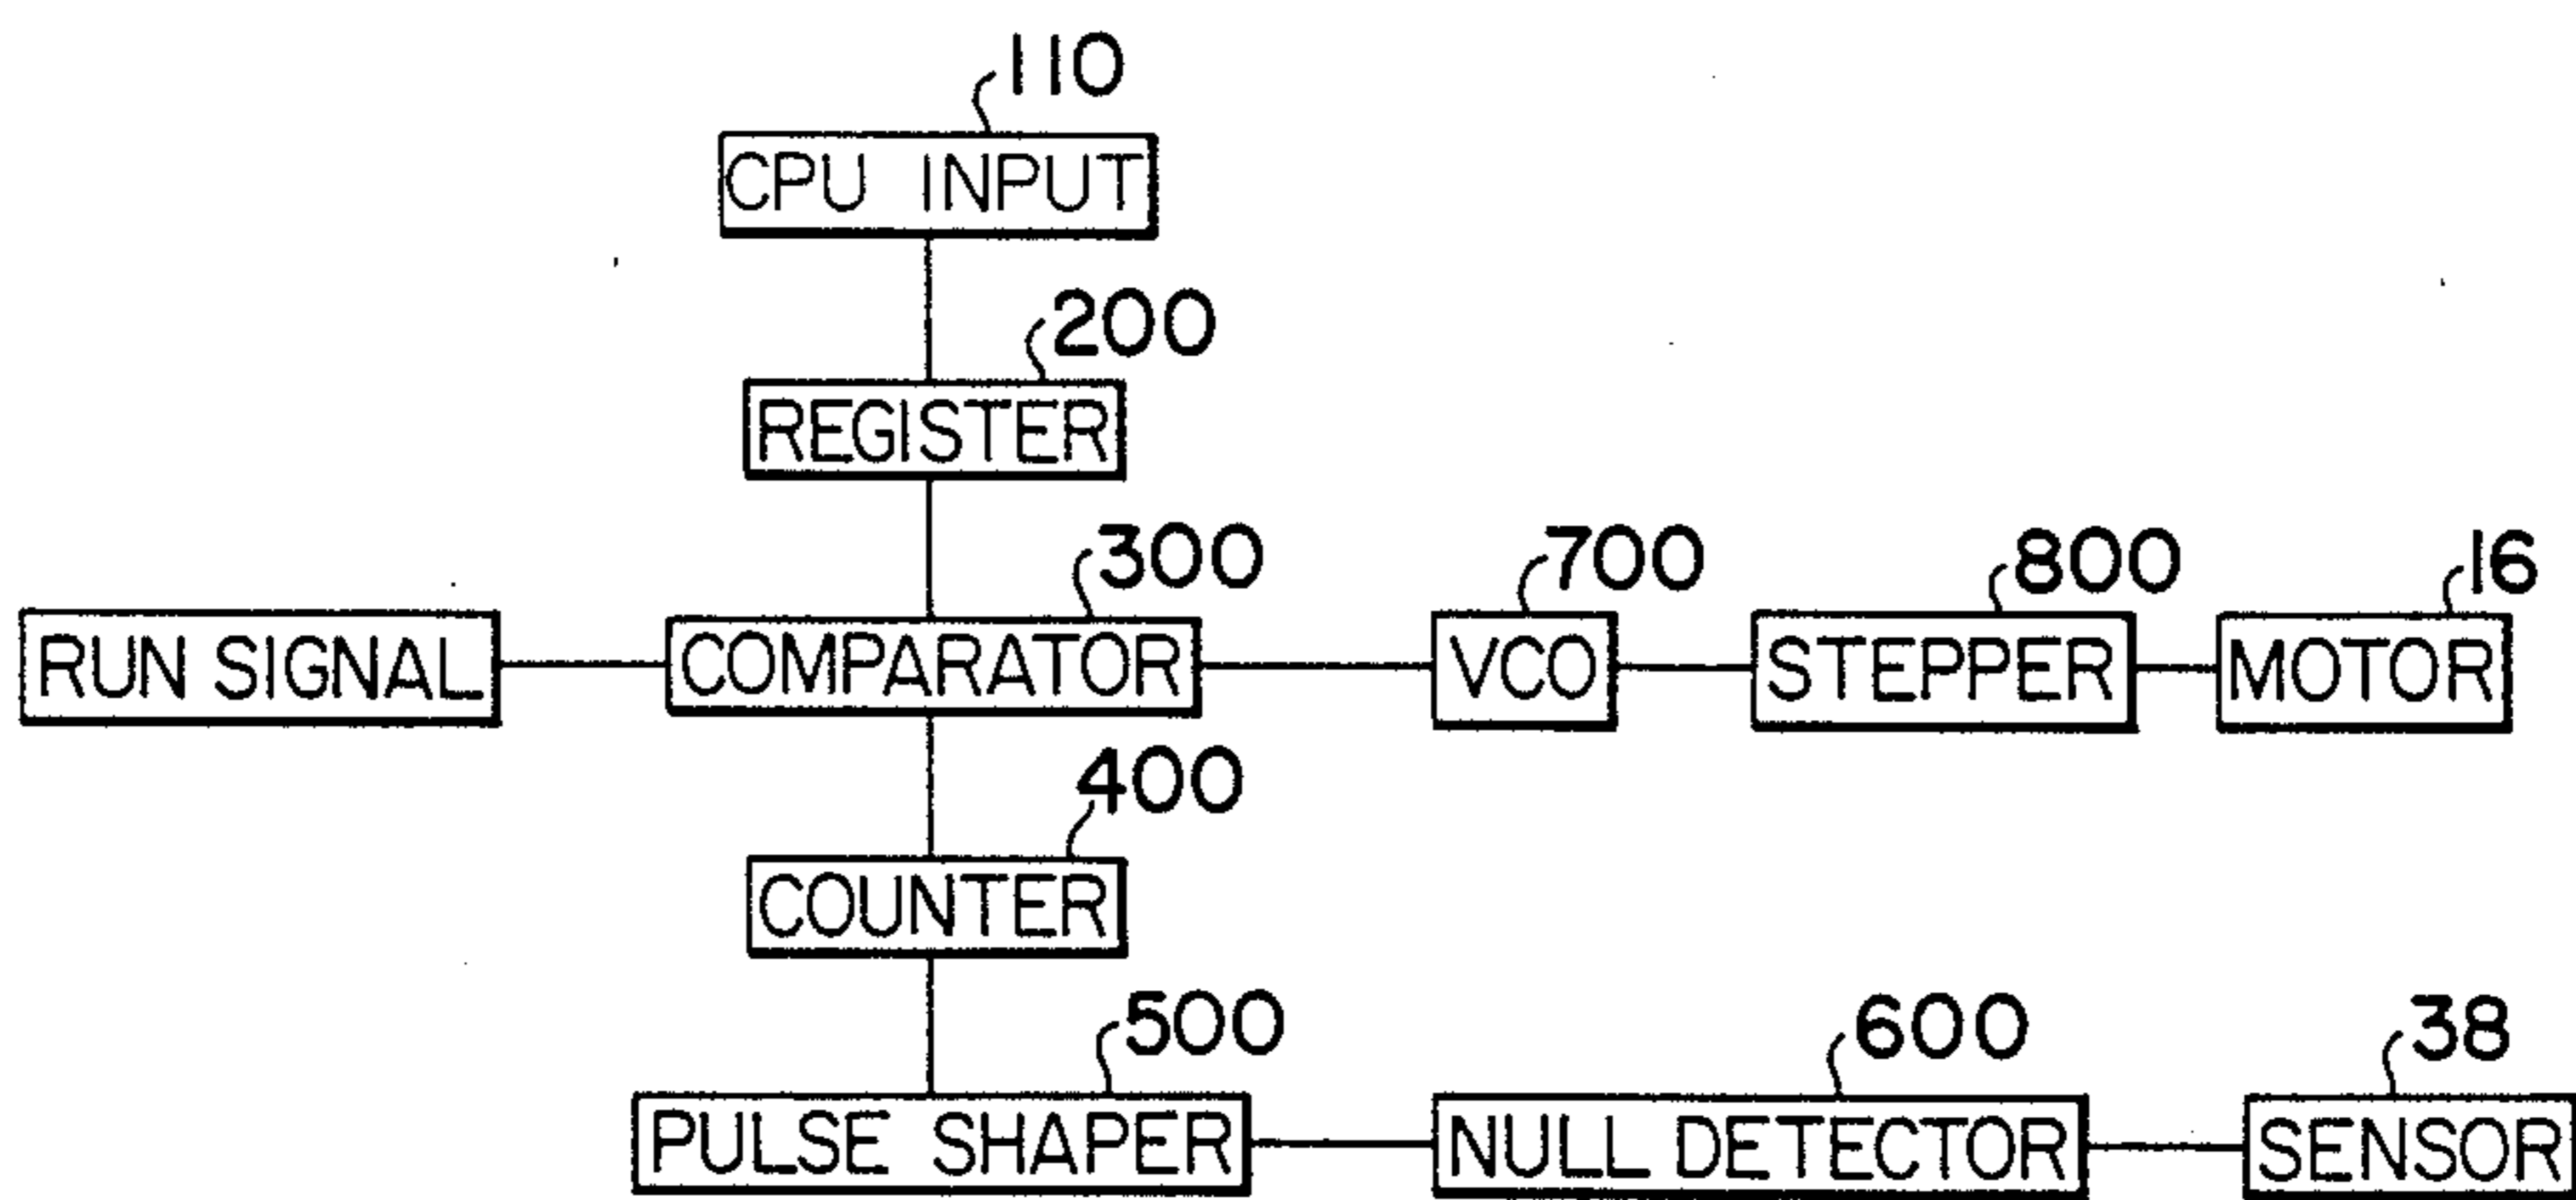 110
CPU INPUT
200
REGISTER
300
700
800
16
RUN SIGNAL
COMPARATOR
VCO
STEPPER
MOTOR
400
COUNTER
500
600
38
PULSE SHAPER
NULL DETECTOR
SENSOR